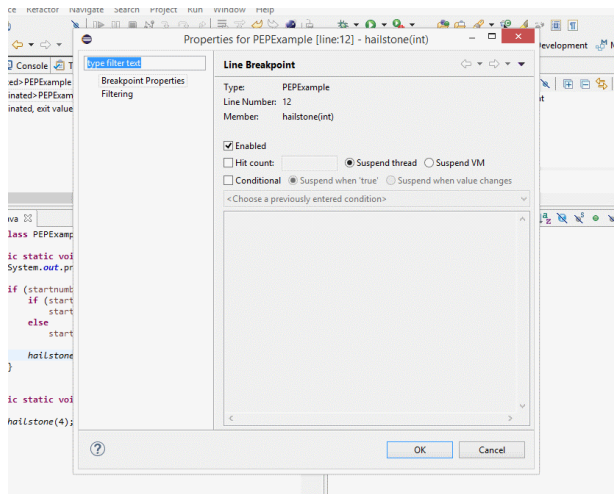 Refactor Navigate Search Project Run Window Help
Properties for PEPExample [line:12] - hailstone(int)
Console
type filter text
Breakpoint Properties
Filtering
Line Breakpoint
Type: PEPExample
Line Number: 12
Member: hailstone(int)
Enabled
Hit count: Suspend thread Suspend VM
Conditional Suspend when 'true' Suspend when value changes
<Choose a previously entered condition>
OK Cancel
ed>PEPExample
inated>PEPExam
inated, exit value
ava
lass PEPExamp
ic static voi
System.out.pr
if (startnumb
if (start
start
else
start
hailstone
}
ic static voi
hailstone(4);
evelopment